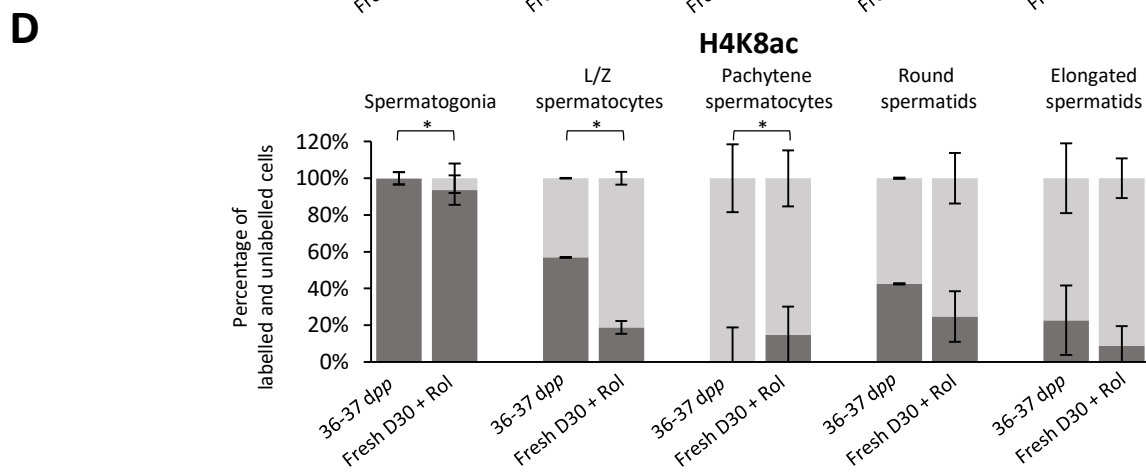 D
H4K8ac
Spermatogonia
L/Z
spermatocytes
Pachytene
spermatocytes
Round
spermatids
Elongated
spermatids
* * *
Percentage of
labelled and unlabelled cells
120%
100%
80%
60%
40%
20%
0%
36-37 dpp
Fresh D30 + Rol
36-37 dpp
Fresh D30 + Rol
36-37 dpp
Fresh D30 + Rol
36-37 dpp
Fresh D30 + Rol
36-37 dpp
Fresh D30 + Rol